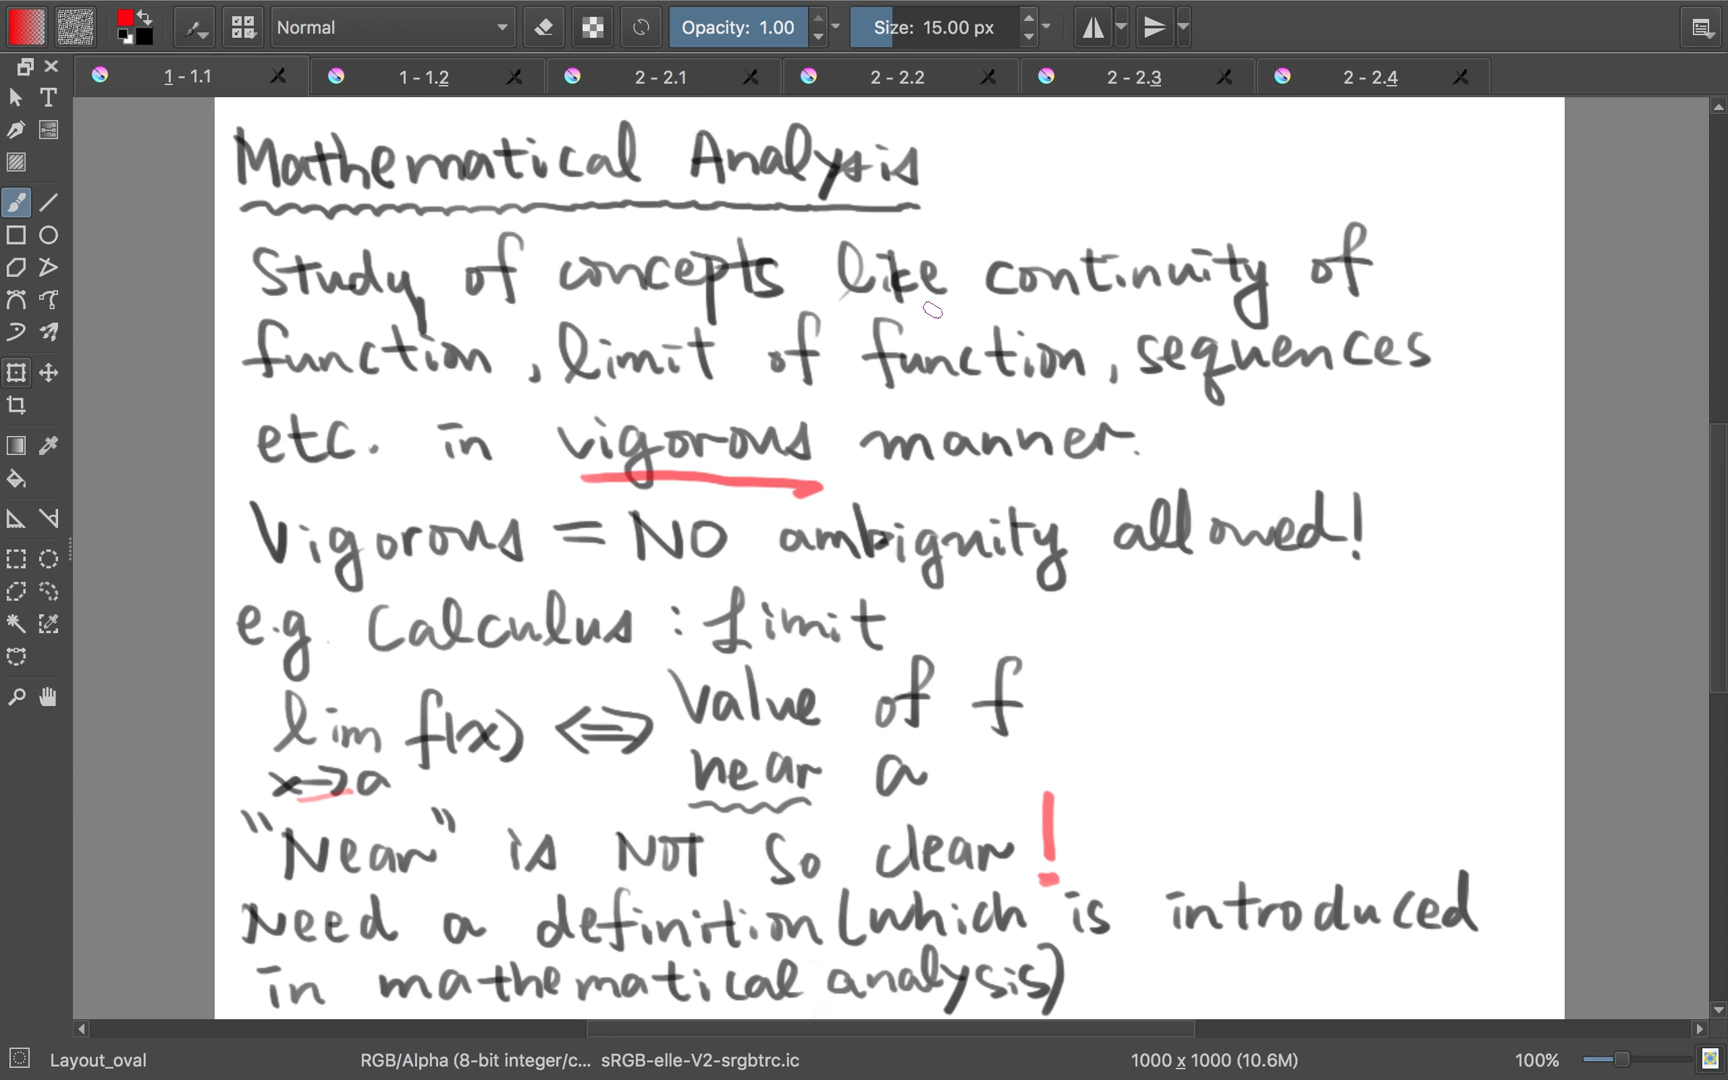 Normal
Opacity: 1.00
Size: 15.00 px
1 - 1.1
1 - 1.2
2 - 2.1
2 - 2.2
2 - 2.3
2 - 2.4
Mathematical Analysis
Study of concepts like continuity of
function, limit of function, sequences
etc. in vigorous manner.
Vigorous = NO ambignity allowed!
e.g. Calculus : Limit
lim f(x) ⟺ Value of f
x→a near a
"Near" is NOT so clear!
Need a definition (which is introduced
in mathematical analysis)
Layout_oval
RGB/Alpha (8-bit integer/c... sRGB-elle-V2-srgbtrc.ic
1000 x 1000 (10.6M)
100%